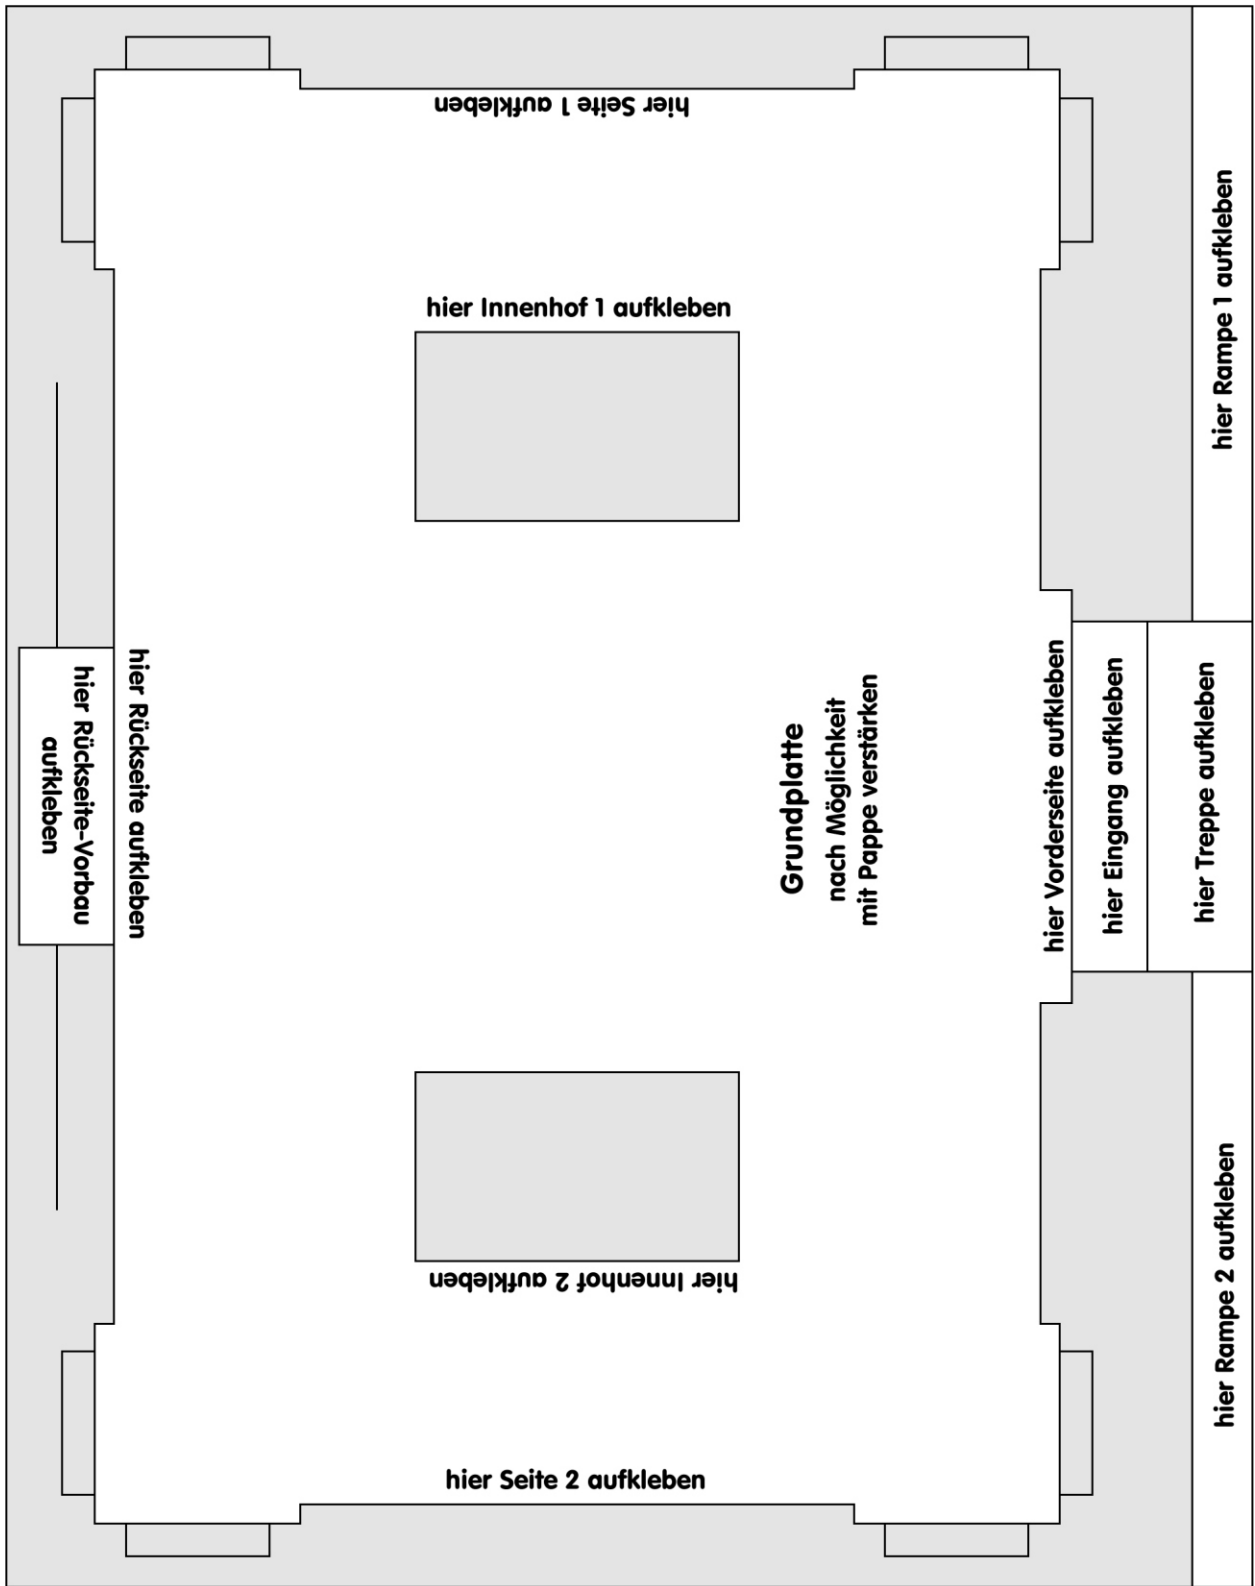 hier Seite 1 aufkleben
hier Rampe 1 aufkleben
hier Innenhof 1 aufkleben
hier Rückseite-Vorbau
aufkleben
hier Rückseite aufkleben
Grundplatte
nach Möglichkeit
mit Pappe verstärken
hier Vorderseite aufkleben
hier Eingang aufkleben
hier Treppe aufkleben
hier Innenhof 2 aufkleben
hier Rampe 2 aufkleben
hier Seite 2 aufkleben